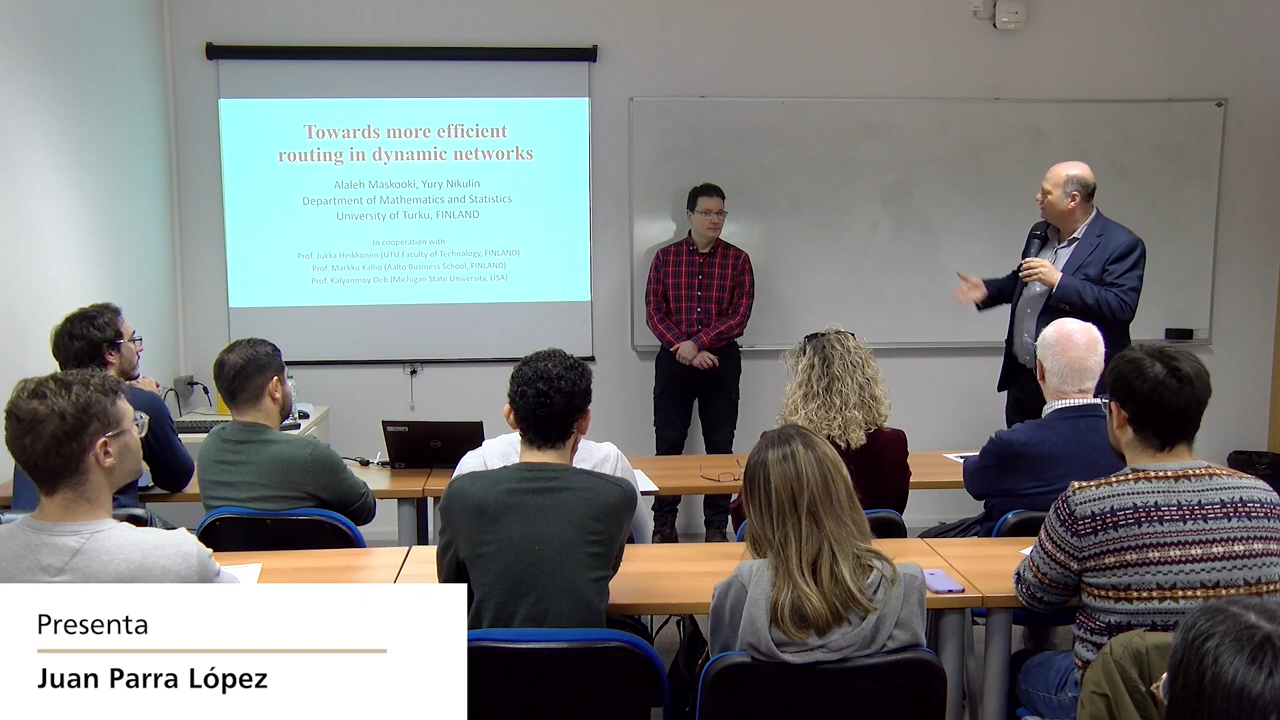 Towards more efficient
routing in dynamic networks
Alaleh Maskooki, Yury Nikulin
Department of Mathematics and Statistics
University of Turku, FINLAND
In cooperation with
Prof. Jukka Heikkonen (UTU Faculty of Technology, FINLAND)
Prof. Markku Kallio (Aalto Business School, FINLAND)
Prof. Kalyanmoy Deb (Michigan State University, USA)
Presenta
Juan Parra López